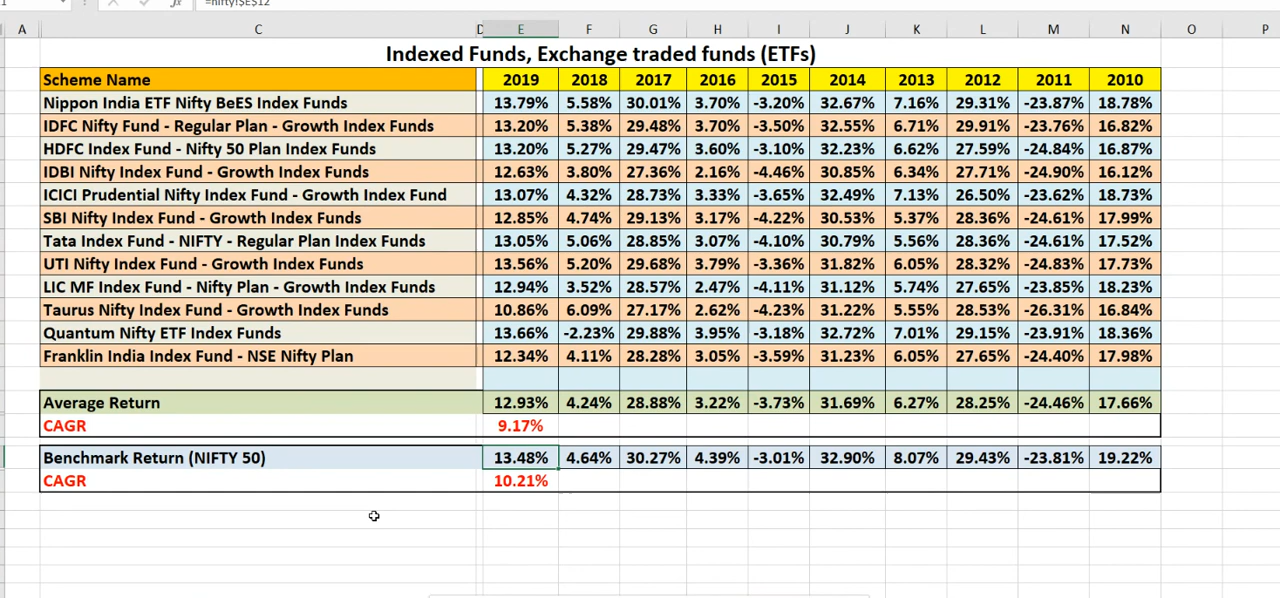 =nifty!$E$12
A C D E F G H I J K L M N O P
Indexed Funds, Exchange traded funds (ETFs)
Scheme Name 2019 2018 2017 2016 2015 2014 2013 2012 2011 2010
Nippon India ETF Nifty BeES Index Funds 13.79% 5.58% 30.01% 3.70% -3.20% 32.67% 7.16% 29.31% -23.87% 18.78%
IDFC Nifty Fund - Regular Plan - Growth Index Funds 13.20% 5.38% 29.48% 3.70% -3.50% 32.55% 6.71% 29.91% -23.76% 16.82%
HDFC Index Fund - Nifty 50 Plan Index Funds 13.20% 5.27% 29.47% 3.60% -3.10% 32.23% 6.62% 27.59% -24.84% 16.87%
IDBI Nifty Index Fund - Growth Index Funds 12.63% 3.80% 27.36% 2.16% -4.46% 30.85% 6.34% 27.71% -24.90% 16.12%
ICICI Prudential Nifty Index Fund - Growth Index Fund 13.07% 4.32% 28.73% 3.33% -3.65% 32.49% 7.13% 26.50% -23.62% 18.73%
SBI Nifty Index Fund - Growth Index Funds 12.85% 4.74% 29.13% 3.17% -4.22% 30.53% 5.37% 28.36% -24.61% 17.99%
Tata Index Fund - NIFTY - Regular Plan Index Funds 13.05% 5.06% 28.85% 3.07% -4.10% 30.79% 5.56% 28.36% -24.61% 17.52%
UTI Nifty Index Fund - Growth Index Funds 13.56% 5.20% 29.68% 3.79% -3.36% 31.82% 6.05% 28.32% -24.83% 17.73%
LIC MF Index Fund - Nifty Plan - Growth Index Funds 12.94% 3.52% 28.57% 2.47% -4.11% 31.12% 5.74% 27.65% -23.85% 18.23%
Taurus Nifty Index Fund - Growth Index Funds 10.86% 6.09% 27.17% 2.62% -4.23% 31.22% 5.55% 28.53% -26.31% 16.84%
Quantum Nifty ETF Index Funds 13.66% -2.23% 29.88% 3.95% -3.18% 32.72% 7.01% 29.15% -23.91% 18.36%
Franklin India Index Fund - NSE Nifty Plan 12.34% 4.11% 28.28% 3.05% -3.59% 31.23% 6.05% 27.65% -24.40% 17.98%
Average Return 12.93% 4.24% 28.88% 3.22% -3.73% 31.69% 6.27% 28.25% -24.46% 17.66%
CAGR 9.17%
Benchmark Return (NIFTY 50) 13.48% 4.64% 30.27% 4.39% -3.01% 32.90% 8.07% 29.43% -23.81% 19.22%
CAGR 10.21%